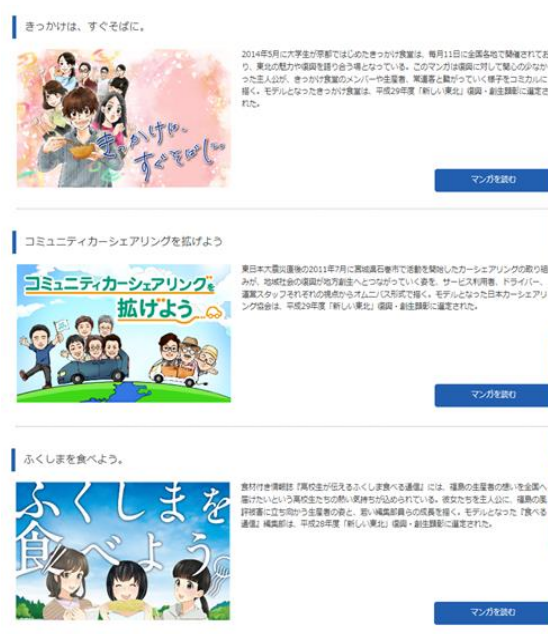 きっかけは、すぐそばに。
きっかけは、
すぐそばに。
2014年5月に大学生が京都ではじめたきっかけ食堂は、毎月11日に全国各地で開催されてお
り、東北の魅力や復興を語り合う場となっている。このマンガは復興に対して関心の少なか
った主人公が、きっかけ食堂のメンバーや生産者、常連客と繋がっていく様子をコミカルに
描く。モデルとなったきっかけ食堂は、平成29年度「新しい東北」復興・創生顕彰に選定さ
れた。
マンガを読む
コミュニティカーシェアリングを拡げよう
コミュニティカーシェアリングを
拡げよう
東日本大震災直後の2011年7月に宮城県石巻市で活動を開始したカーシェアリングの取り組
みが、地域社会の復興が地方創生へとつながっていく姿を、サービス利用者、ドライバー、
運営スタッフそれぞれの視点からオムニバス形式で描く。モデルとなった日本カーシェアリ
ング協会は、平成29年度「新しい東北」復興・創生顕彰に選定された。
マンガを読む
ふくしまを食べよう。
ふくしまを
食べよう。
食材付き情報誌『高校生が伝えるふくしま食べる通信』には、福島の生産者の想いを全国へ
届けたいという高校生たちの熱い気持ちが込められている。彼女たちを主人公に、福島の風
評被害に立ち向かう生産者の姿と、若い編集部員らの成長を描く。モデルとなった『食べる
通信』編集部は、平成28年度「新しい東北」復興・創生顕彰に選定された。
マンガを読む